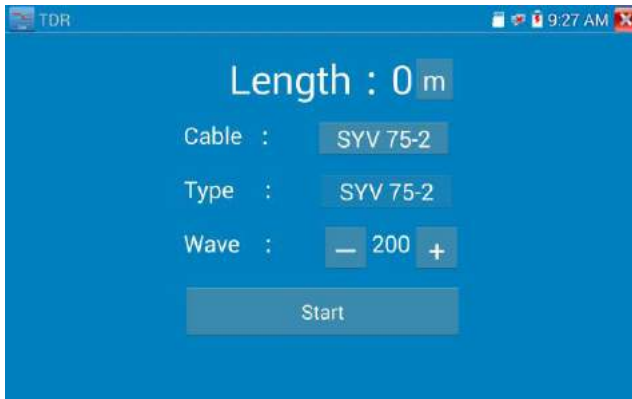 TDR 9:27 AM
Length : 0 m
Cable : SYV 75-2
Type : SYV 75-2
Wave : — 200 +
Start